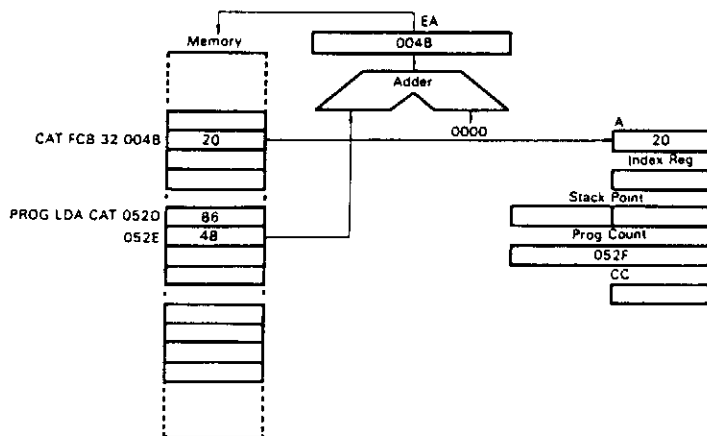 EA
Memory
004B
Adder
0000
A
CAT FCB 32 004B
20
20
Index Reg
Stack Point
PROG LDA CAT 052D
86
052E
4B
Prog Count
052F
CC